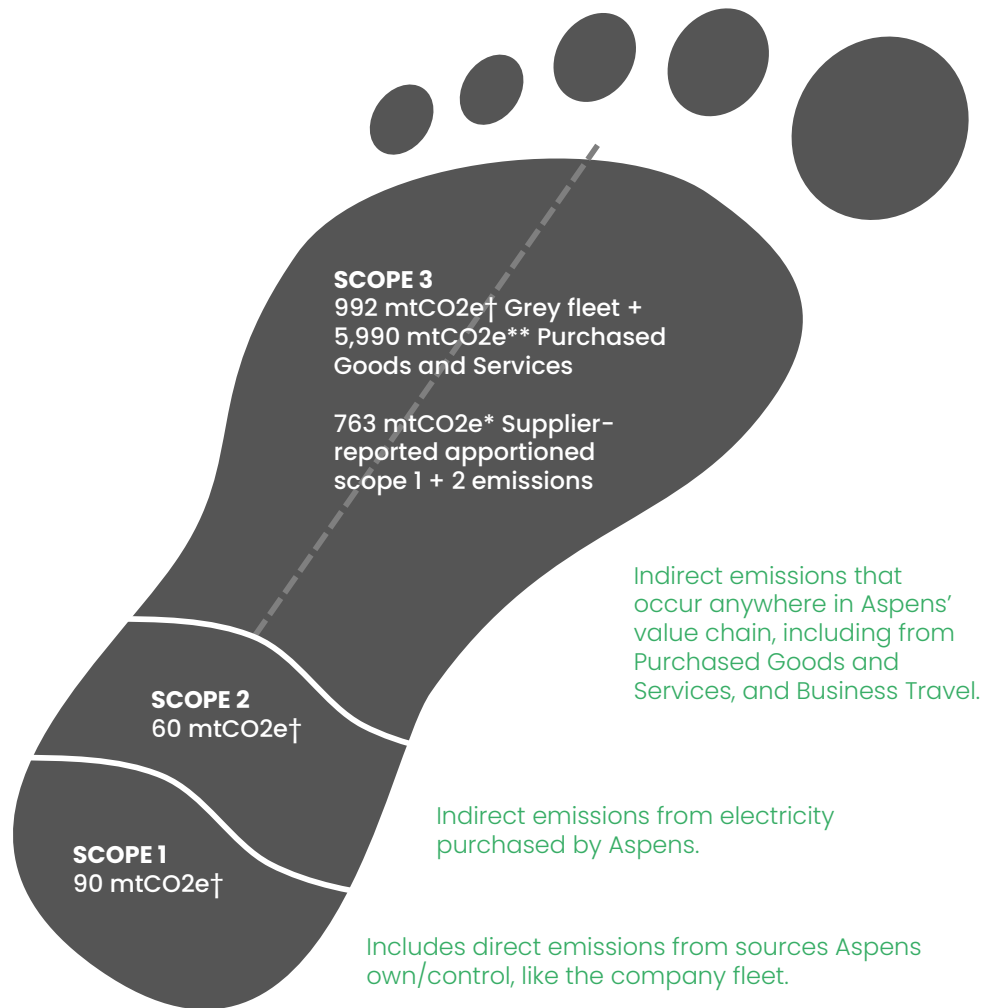 SCOPE 3
992 mtCO2e† Grey fleet +
5,990 mtCO2e** Purchased
Goods and Services
763 mtCO2e* Supplier-
reported apportioned
scope 1 + 2 emissions
Indirect emissions that
occur anywhere in Aspens’
value chain, including from
Purchased Goods and
Services, and Business Travel.
SCOPE 2
60 mtCO2e†
Indirect emissions from electricity
purchased by Aspens.
SCOPE 1
90 mtCO2e†
Includes direct emissions from sources Aspens
own/control, like the company fleet.